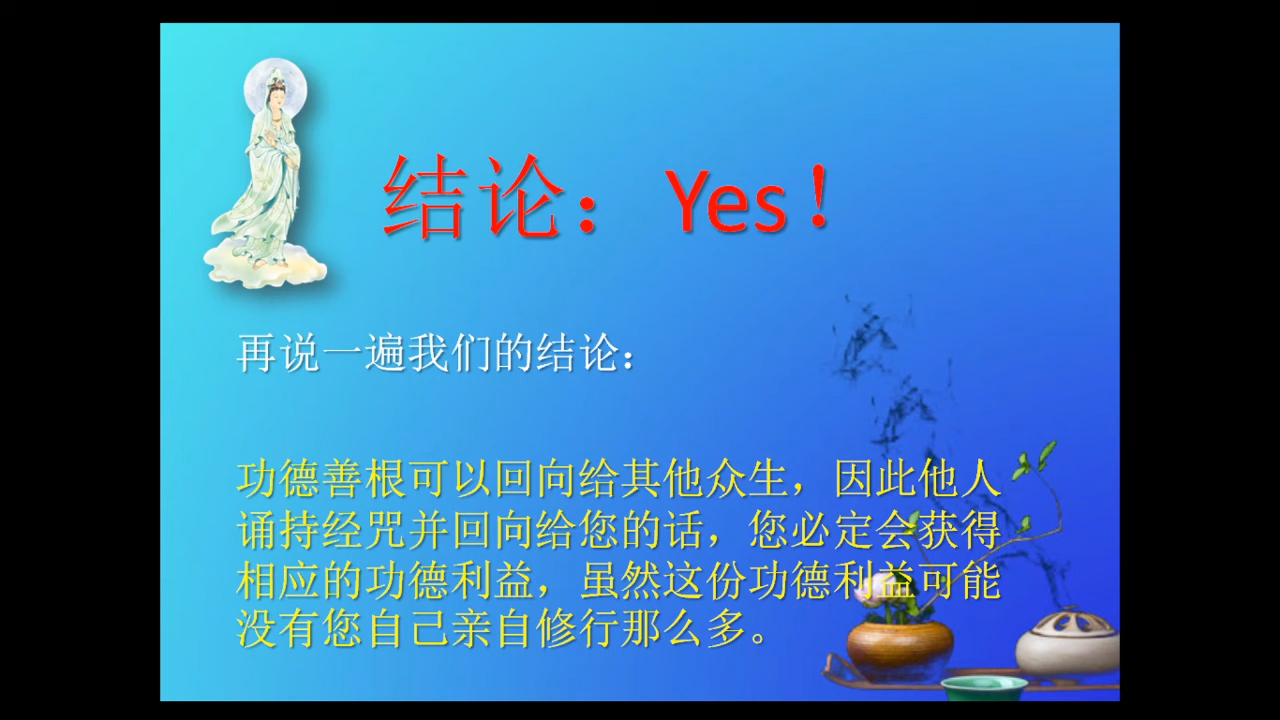 结论：Yes！
再说一遍我们的结论：
功德善根可以回向给其他众生，因此他人
诵持经咒并回向给您的话，您必定会获得
相应的功德利益，虽然这份功德利益可能
没有您自己亲自修行那么多。